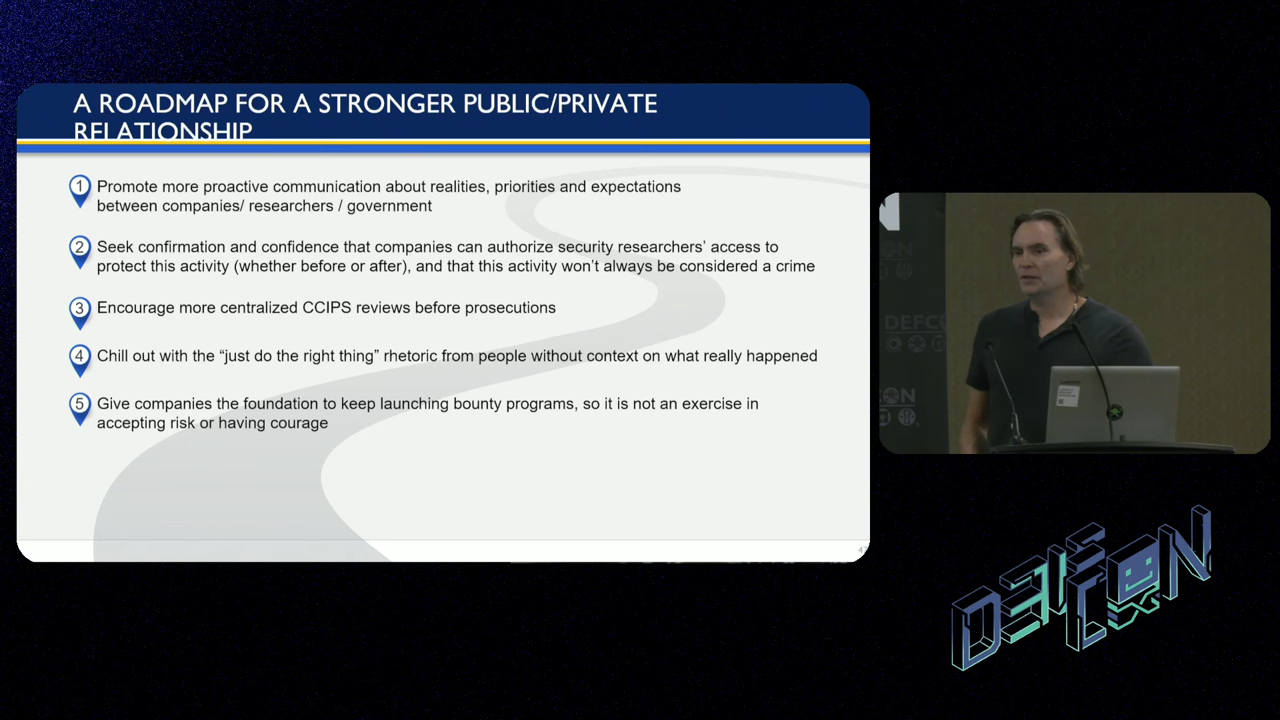 A ROADMAP FOR A STRONGER PUBLIC/PRIVATE
RELATIONSHIP
1 Promote more proactive communication about realities, priorities and expectations
between companies/ researchers / government
2 Seek confirmation and confidence that companies can authorize security researchers’ access to
protect this activity (whether before or after), and that this activity won’t always be considered a crime
3 Encourage more centralized CCIPS reviews before prosecutions
4 Chill out with the “just do the right thing” rhetoric from people without context on what really happened
5 Give companies the foundation to keep launching bounty programs, so it is not an exercise in
accepting risk or having courage
DEFCO
ON
DEF
CON